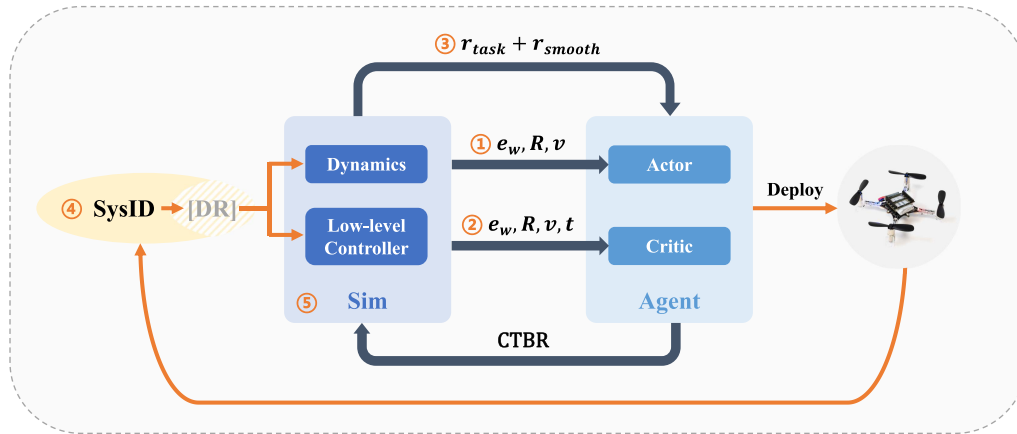 ③ r_task + r_smooth
① e_w, R, v
Dynamics
Actor
Deploy
④ SysID
[DR]
② e_w, R, v, t
Low-level
Controller
Critic
⑤ Sim
Agent
CTBR